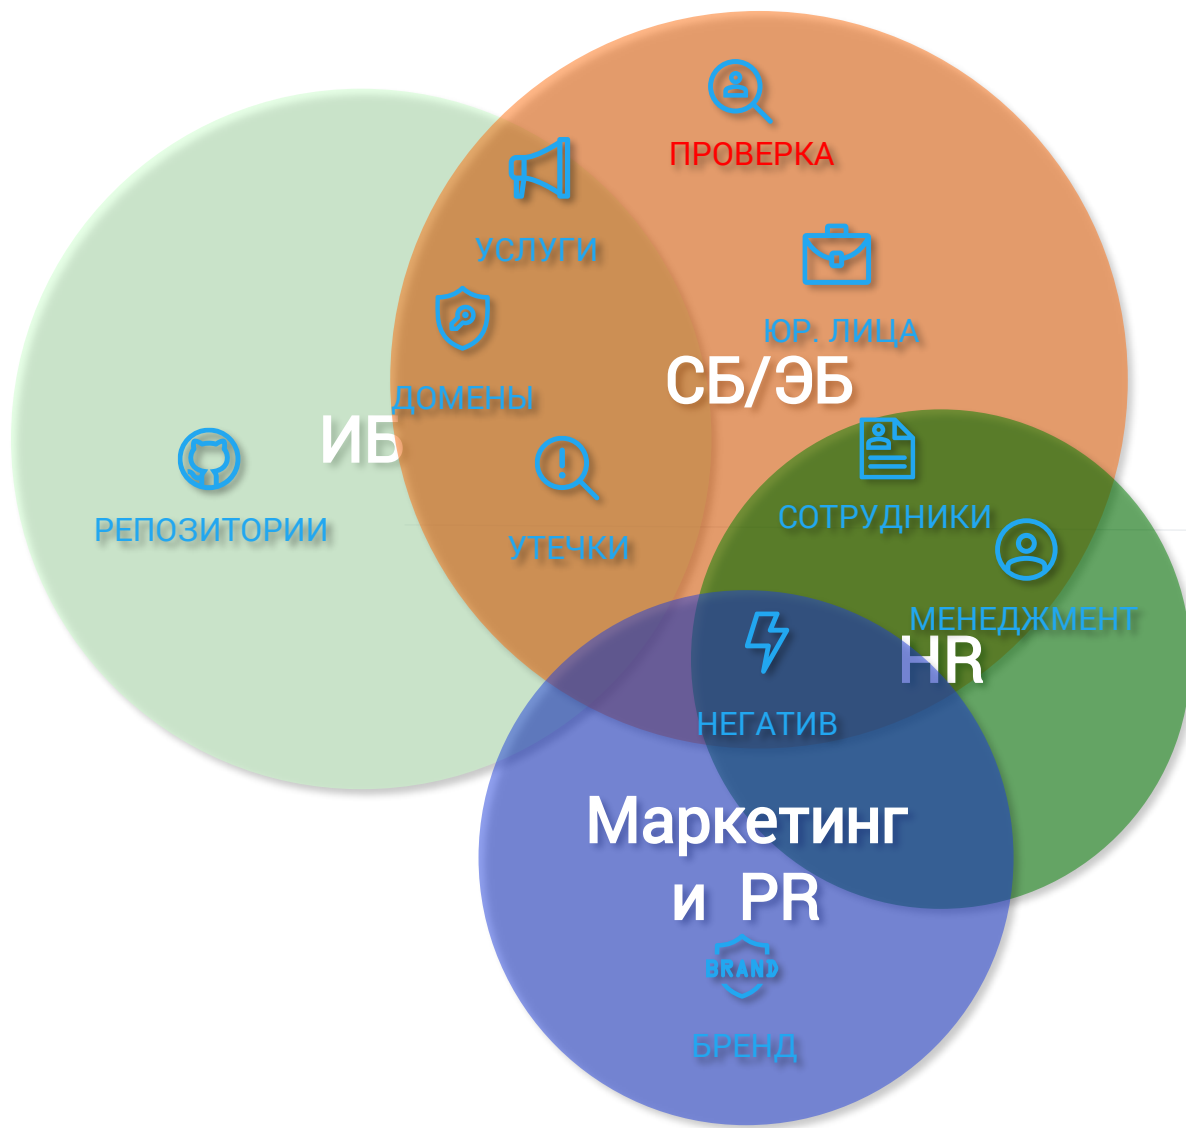 ПРОВЕРКА
УСЛУГИ
ЮР. ЛИЦА
СБ/ЭБ
ДОМЕНЫ
ИБ
РЕПОЗИТОРИИ
УТЕЧКИ
СОТРУДНИКИ
МЕНЕДЖМЕНТ
HR
НЕГАТИВ
Маркетинг
и PR
BRAND
БРЕНД